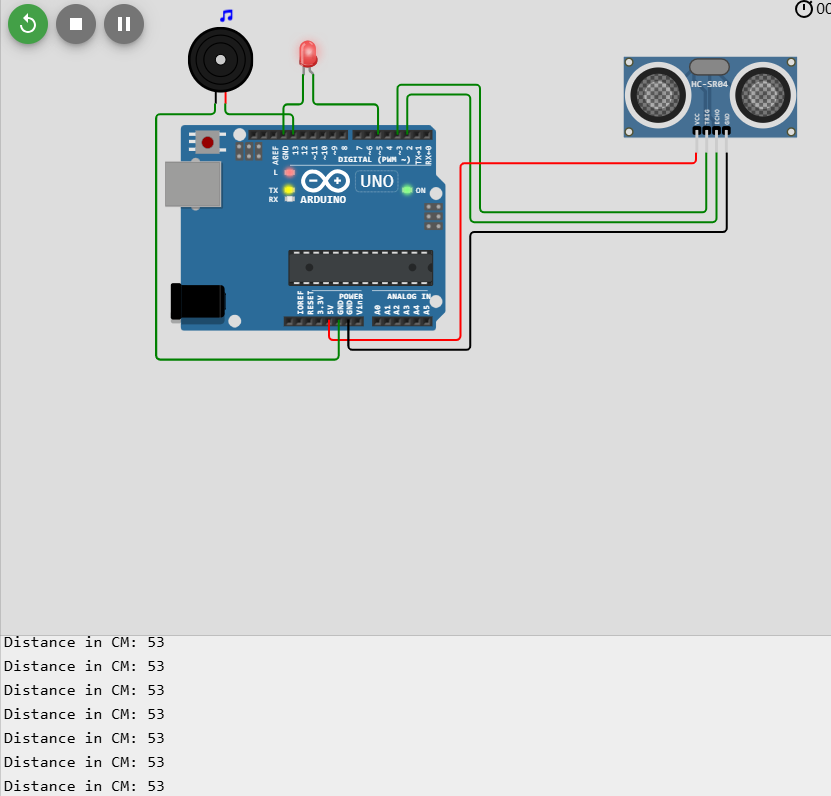 00
HC-SR04
VCC
TRIG
ECHO
GND
AREF
GND
13
12
~11
~10
~9
8
7
~6
~5
4
~3
2
TX→1
RX←0
DIGITAL (PWM ~)
L
TX
RX
UNO
ON
ARDUINO
IOREF
RESET
3.3V
5V
GND
GND
Vin
POWER
ANALOG IN
A0
A1
A2
A3
A4
A5
Distance in CM: 53
Distance in CM: 53
Distance in CM: 53
Distance in CM: 53
Distance in CM: 53
Distance in CM: 53
Distance in CM: 53